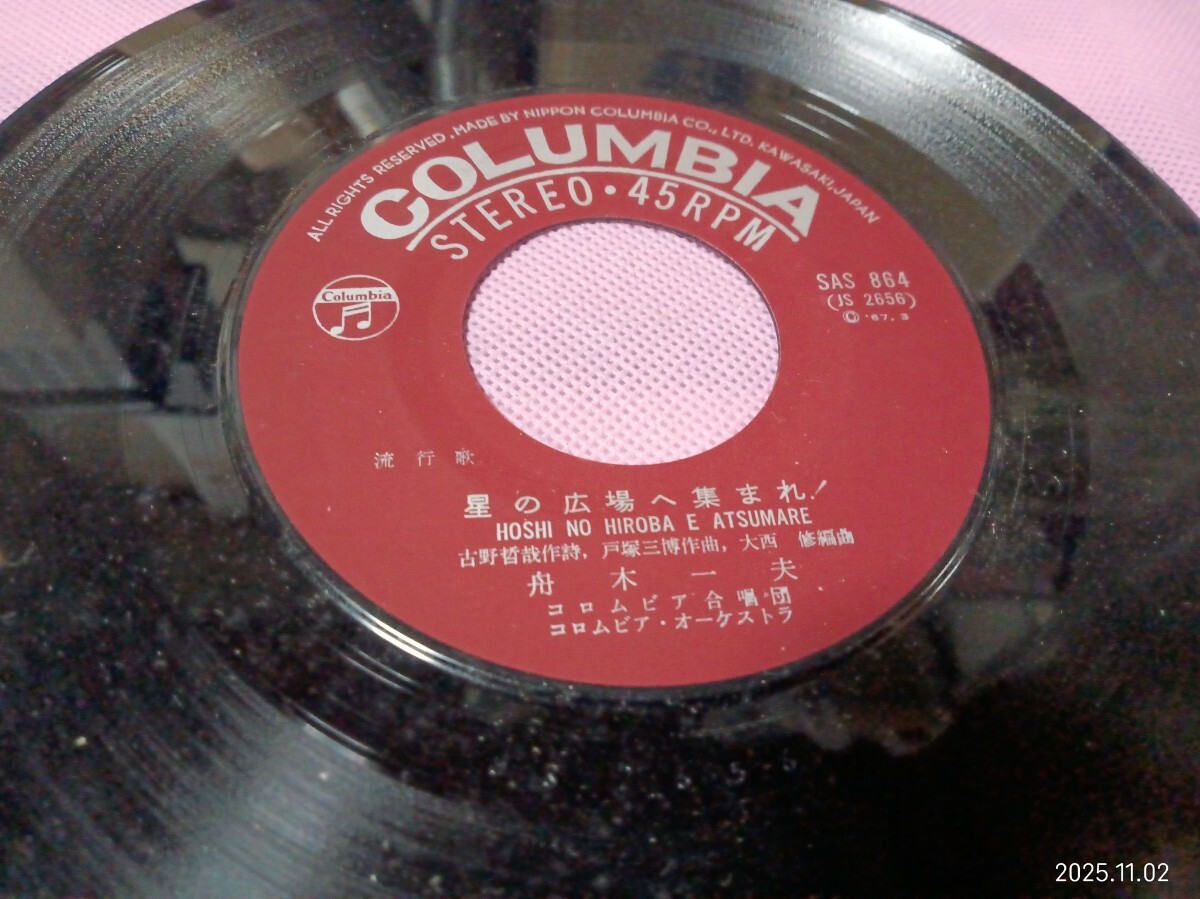 ALL RIGHTS RESERVED. MADE BY NIPPON COLUMBIA CO., LTD. KAWASAKI, JAPAN
COLUMBIA
STEREO・45RPM
Columbia
SAS 864
(JS 2656)
Ⓒ '67. 3
流行歌
星の広場へ集まれ!
HOSHI NO HIROBA E ATSUMARE
古野哲哉作詩, 戸塚三博作曲, 大西 修編曲
舟木一夫
コロムビア合唱団
コロムビア・オーケストラ
2025.11.02